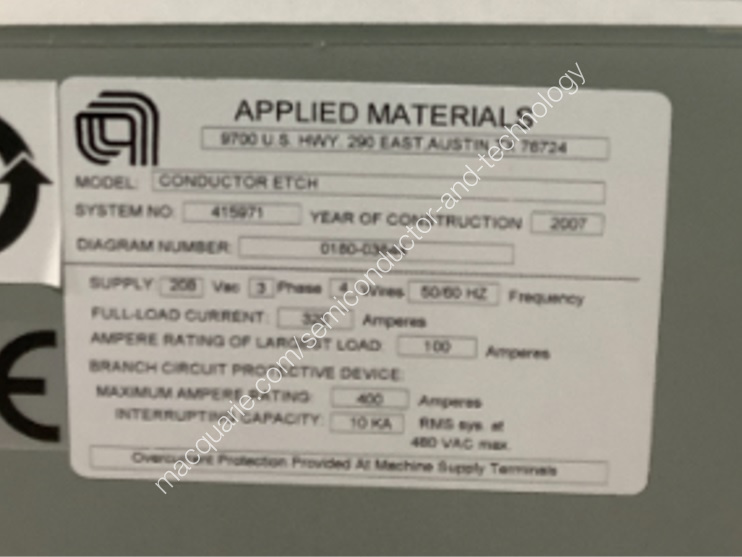 APPLIED MATERIALS
9700 U.S. HWY. 290 EAST, AUSTIN, 78724
MODEL: CONDUCTOR ETCH
SYSTEM NO: 415971 YEAR OF CONSTRUCTION 2007
DIAGRAM NUMBER:
SUPPLY: 208 Vac 3 Phase 4 Wires 50/60 HZ Frequency
FULL-LOAD CURRENT: Amperes
AMPERE RATING OF LARGEST LOAD: 100 Amperes
BRANCH CIRCUIT PROTECTIVE DEVICE:
MAXIMUM AMPERE RATING: 400 Amperes
INTERRUPTING CAPACITY: 10 KA RMS sys. at
480 VAC max.
Overcurrent Protection Provided At Machine Supply Terminals
CE
macquarie.com/semiconductor-and-technology